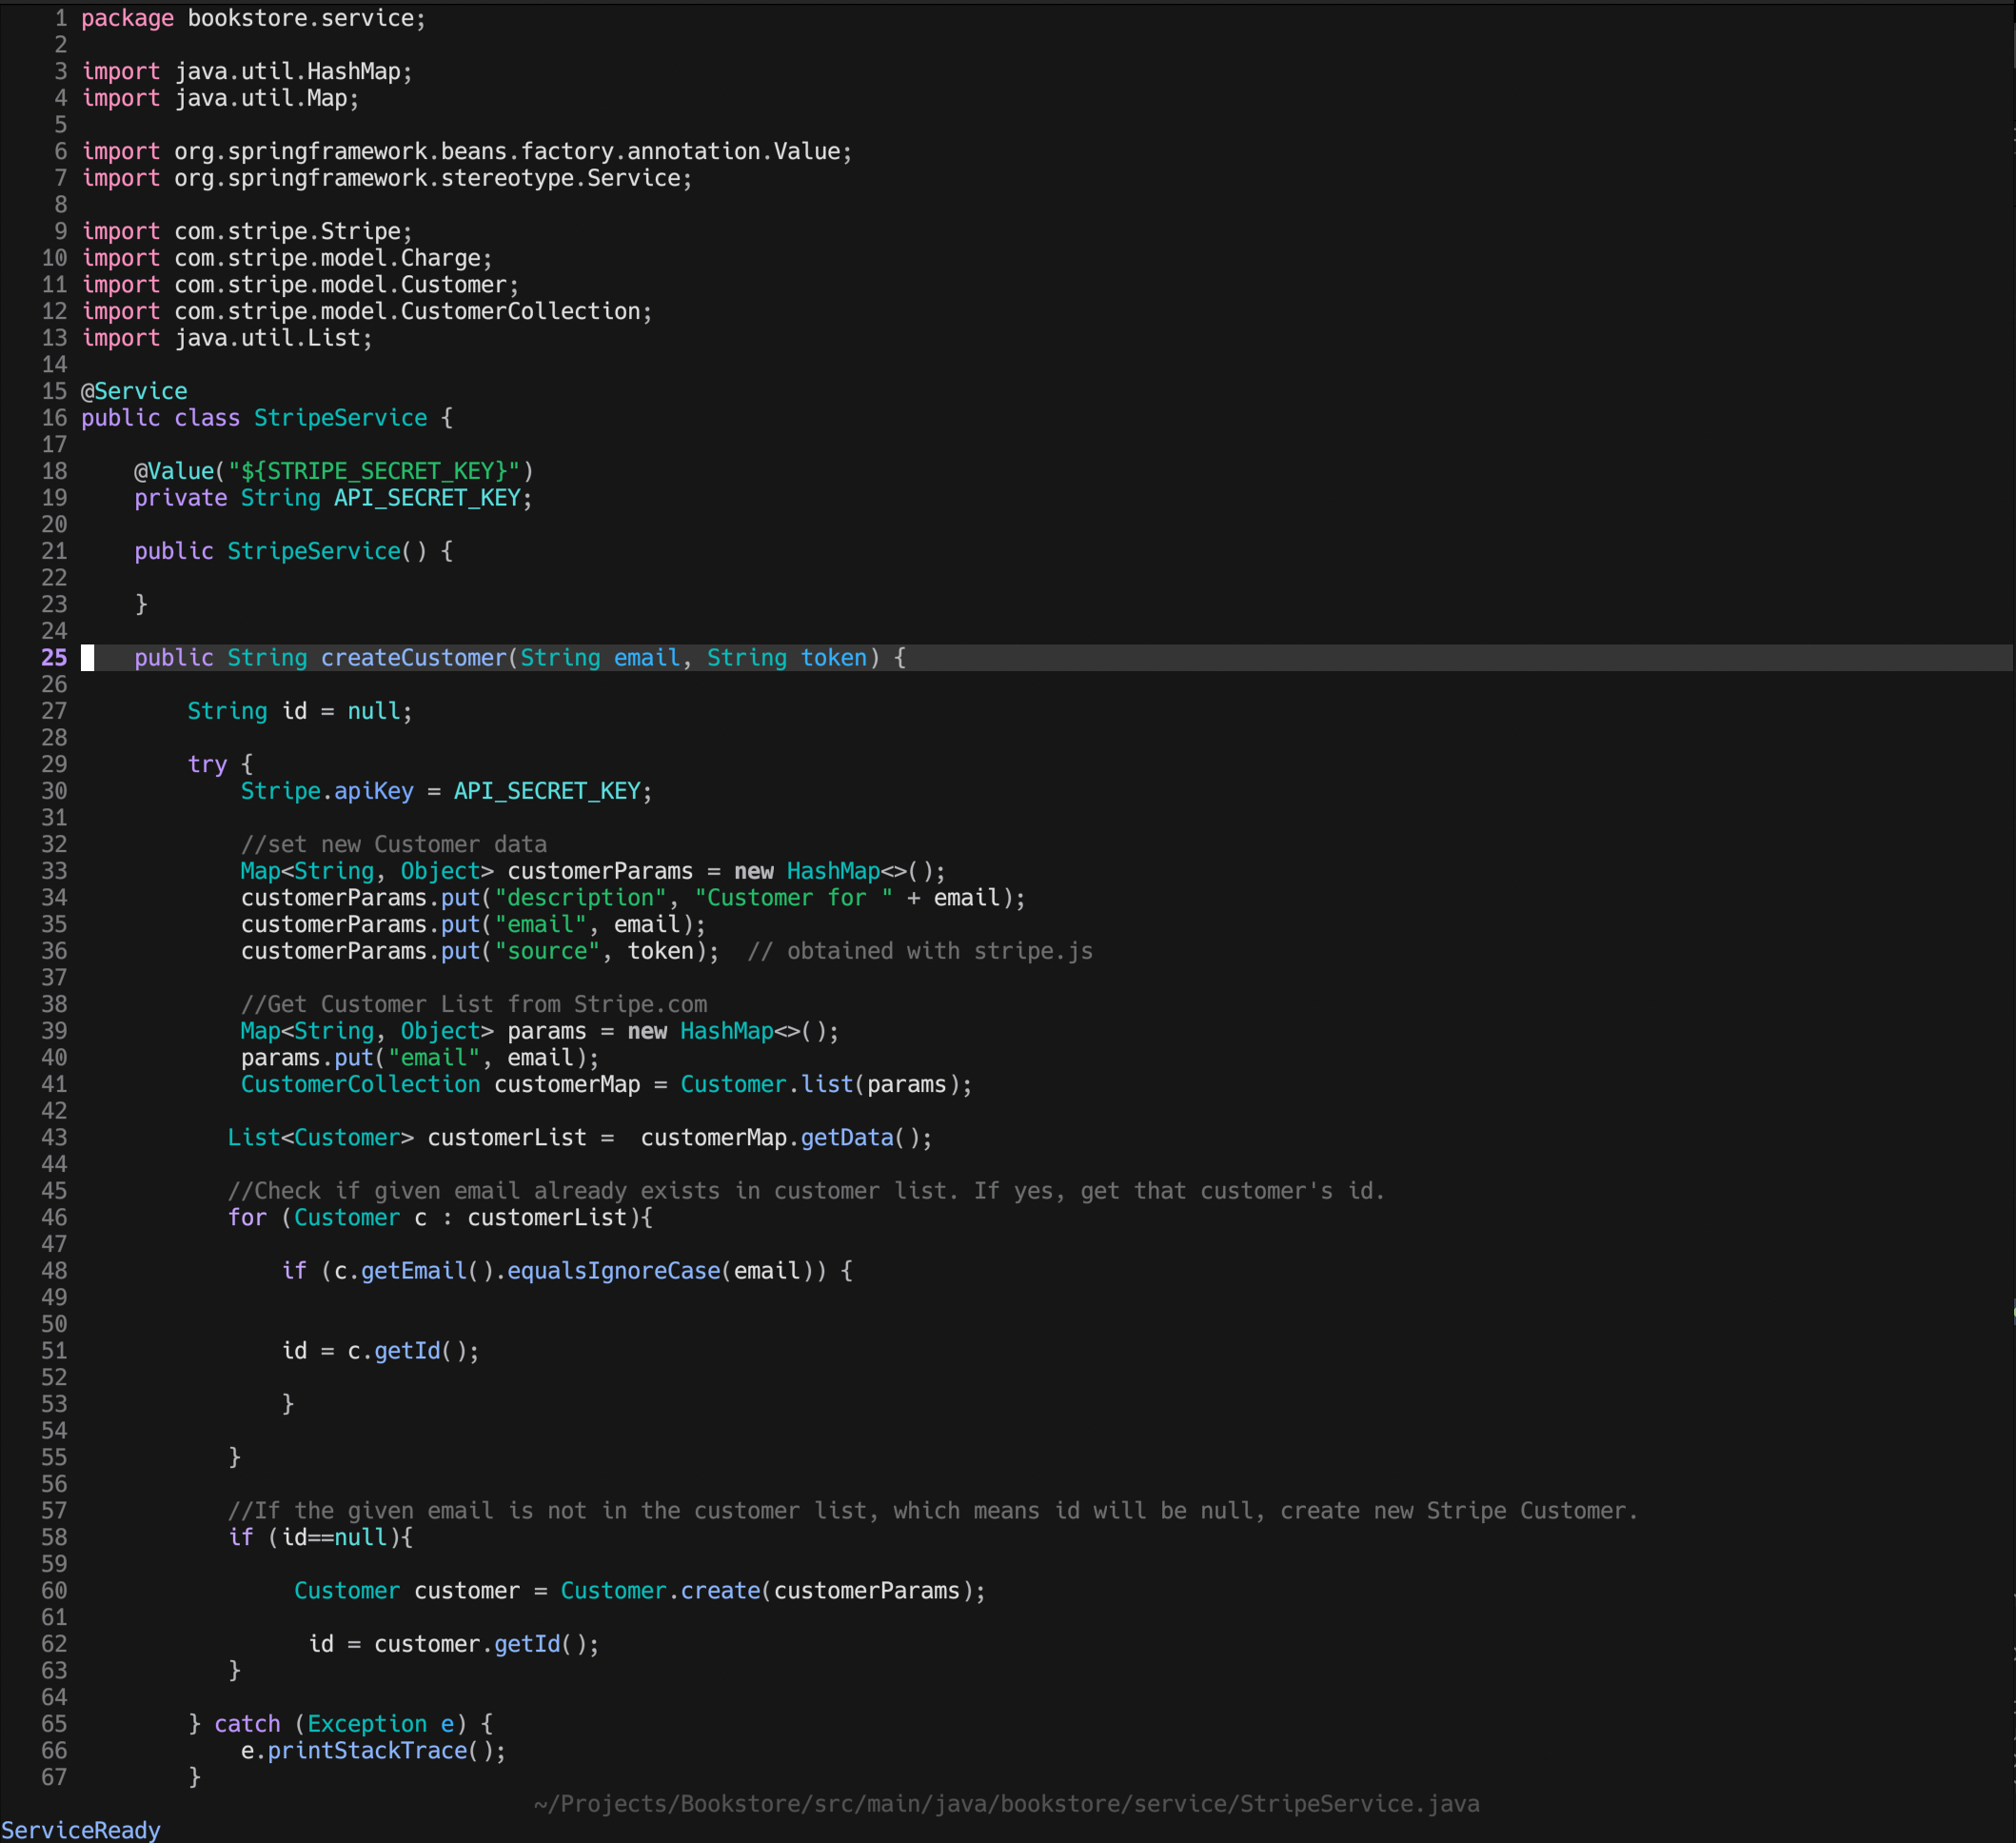 1 package bookstore.service;
2
3 import java.util.HashMap;
4 import java.util.Map;
5
6 import org.springframework.beans.factory.annotation.Value;
7 import org.springframework.stereotype.Service;
8
9 import com.stripe.Stripe;
10 import com.stripe.model.Charge;
11 import com.stripe.model.Customer;
12 import com.stripe.model.CustomerCollection;
13 import java.util.List;
14
15 @Service
16 public class StripeService {
17
18     @Value("${STRIPE_SECRET_KEY}")
19     private String API_SECRET_KEY;
20
21     public StripeService() {
22
23     }
24
25     public String createCustomer(String email, String token) {
26
27         String id = null;
28
29         try {
30             Stripe.apiKey = API_SECRET_KEY;
31
32             //set new Customer data
33             Map<String, Object> customerParams = new HashMap<>();
34             customerParams.put("description", "Customer for " + email);
35             customerParams.put("email", email);
36             customerParams.put("source", token);  // obtained with stripe.js
37
38             //Get Customer List from Stripe.com
39             Map<String, Object> params = new HashMap<>();
40             params.put("email", email);
41             CustomerCollection customerMap = Customer.list(params);
42
43            List<Customer> customerList =  customerMap.getData();
44
45            //Check if given email already exists in customer list. If yes, get that customer's id.
46            for (Customer c : customerList){
47
48                if (c.getEmail().equalsIgnoreCase(email)) {
49
50
51                id = c.getId();
52
53                }
54
55            }
56
57            //If the given email is not in the customer list, which means id will be null, create new Stripe Customer.
58            if (id==null){
59
60                 Customer customer = Customer.create(customerParams);
61
62                  id = customer.getId();
63            }
64
65         } catch (Exception e) {
66             e.printStackTrace();
67         }
~/Projects/Bookstore/src/main/java/bookstore/service/StripeService.java
ServiceReady